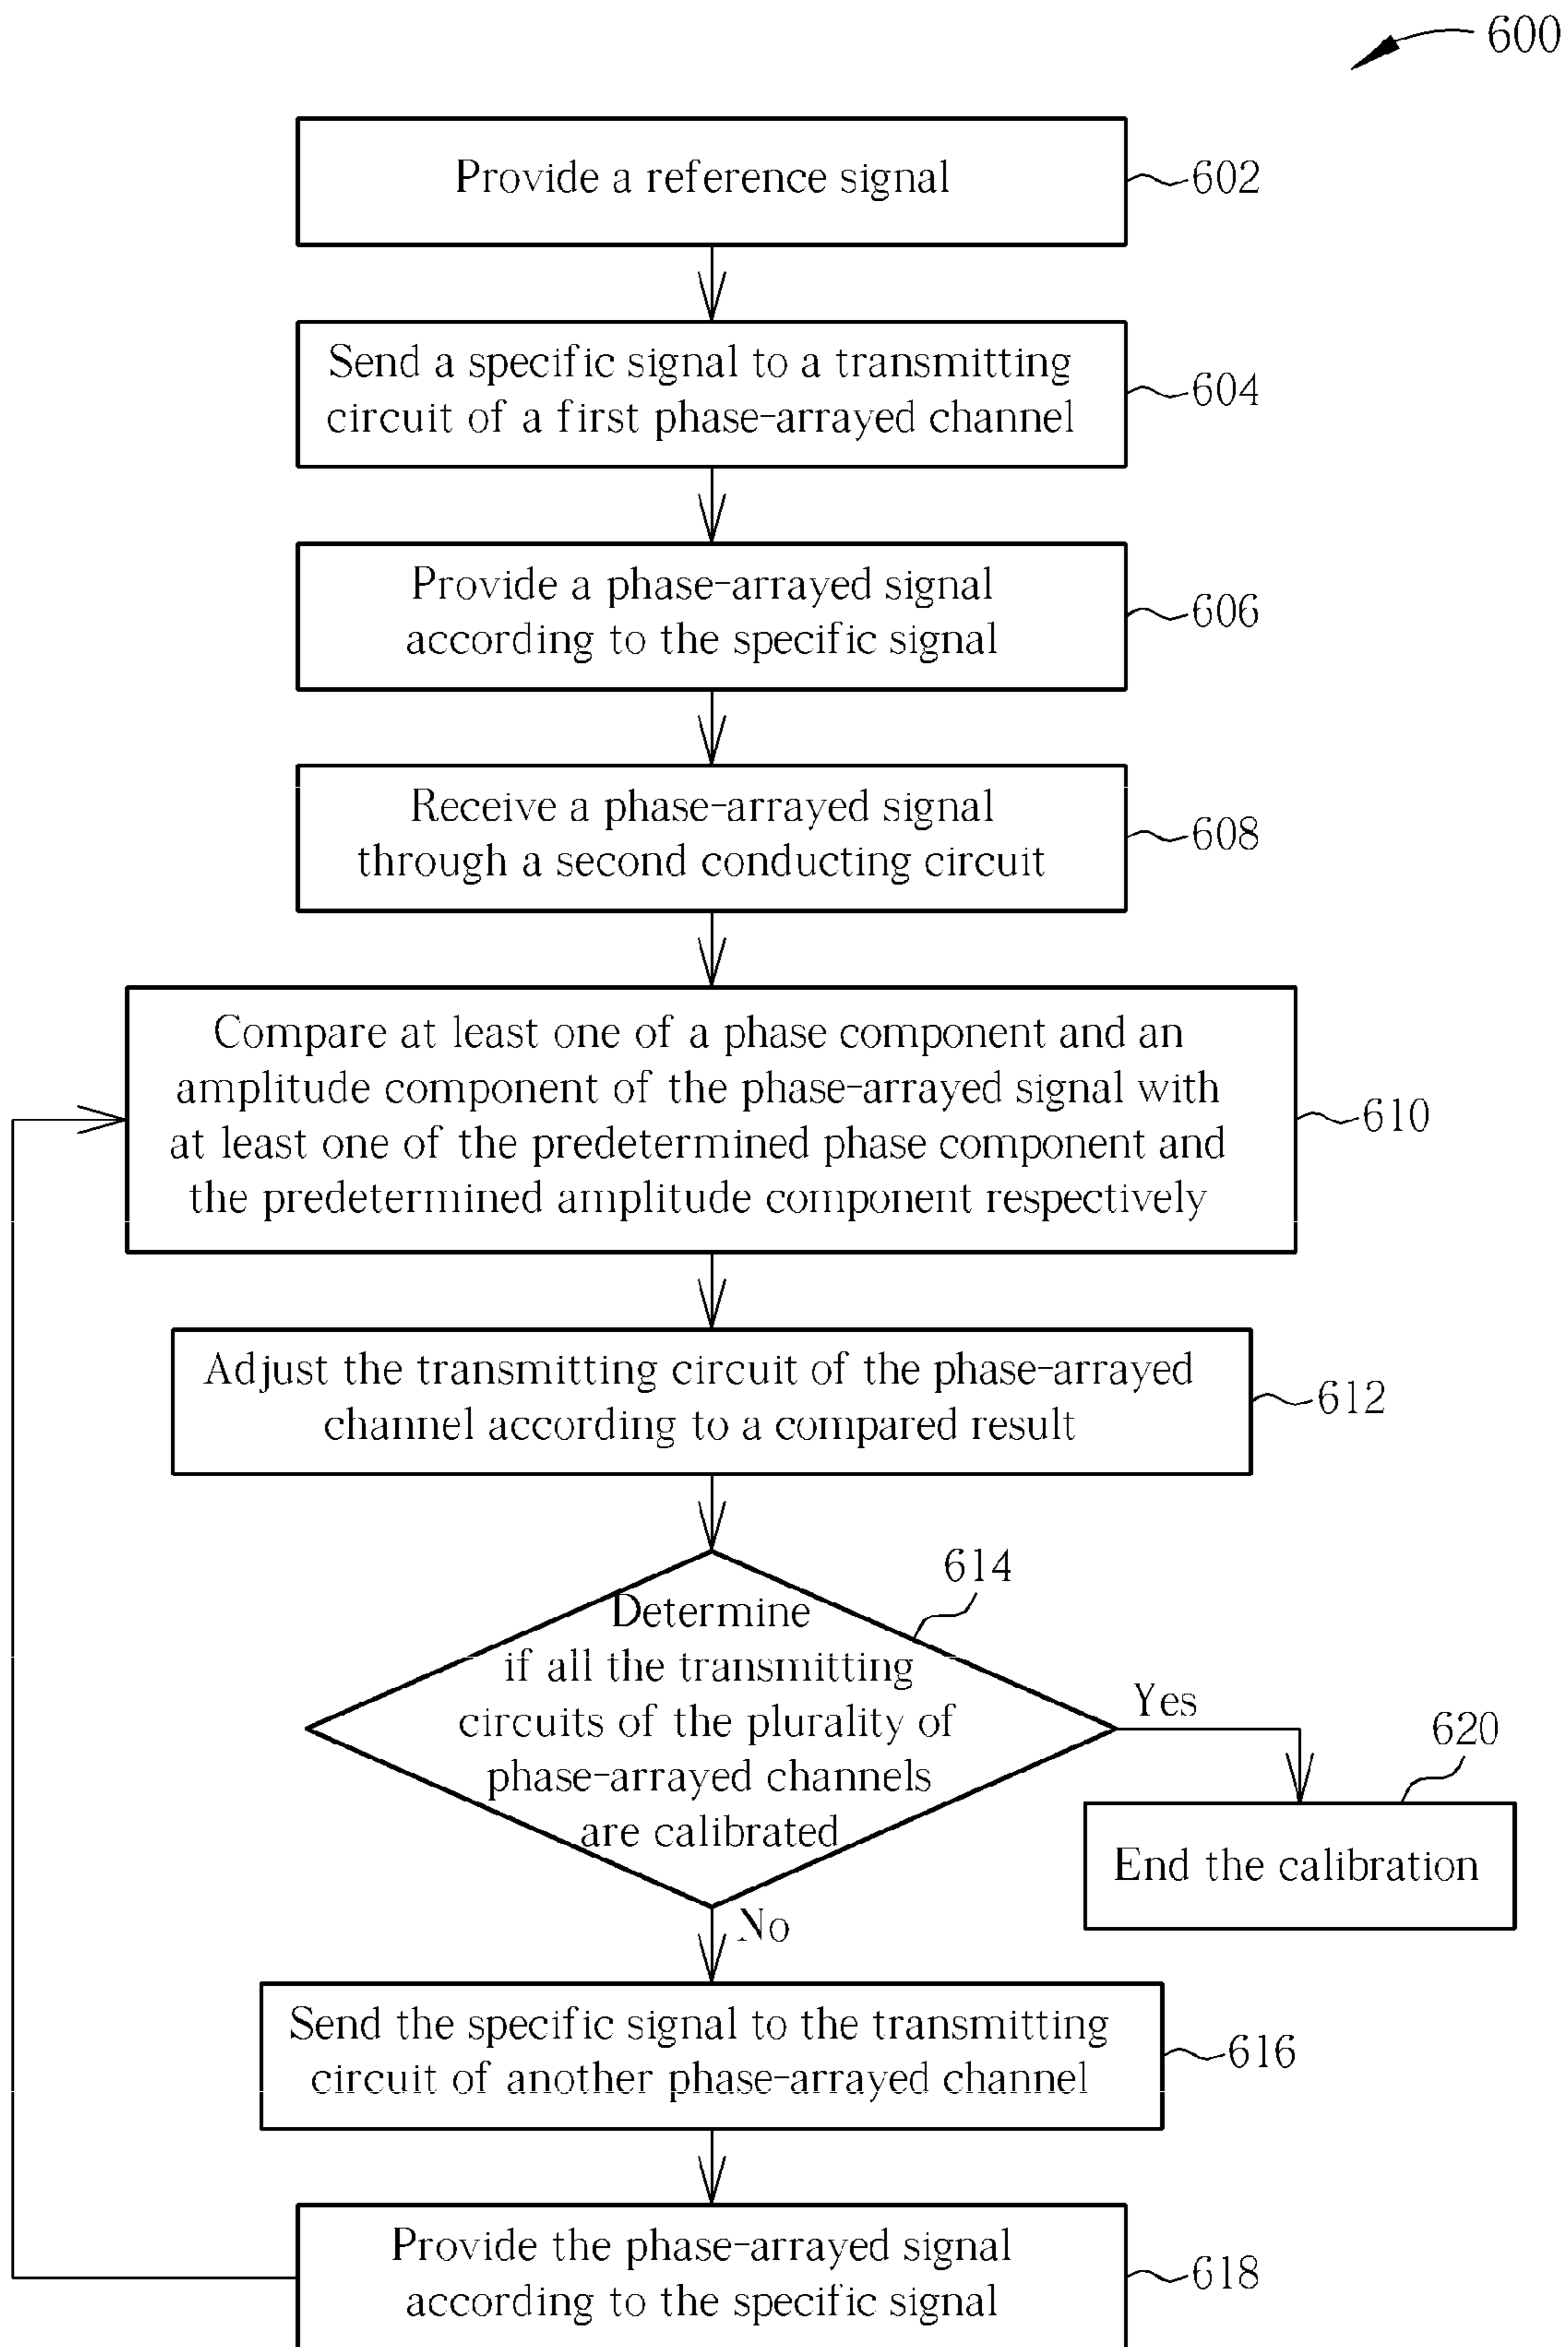 600
Provide a reference signal
602
Send a specific signal to a transmitting
circuit of a first phase-arrayed channel
604
Provide a phase-arrayed signal
according to the specific signal
606
Receive a phase-arrayed signal
through a second conducting circuit
608
Compare at least one of a phase component and an
amplitude component of the phase-arrayed signal with
at least one of the predetermined phase component and
the predetermined amplitude component respectively
610
Adjust the transmitting circuit of the phase-arrayed
channel according to a compared result
612
614
Determine
if all the transmitting
circuits of the plurality of
phase-arrayed channels
are calibrated
Yes
620
End the calibration
No
Send the specific signal to the transmitting
circuit of another phase-arrayed channel
616
Provide the phase-arrayed signal
according to the specific signal
618